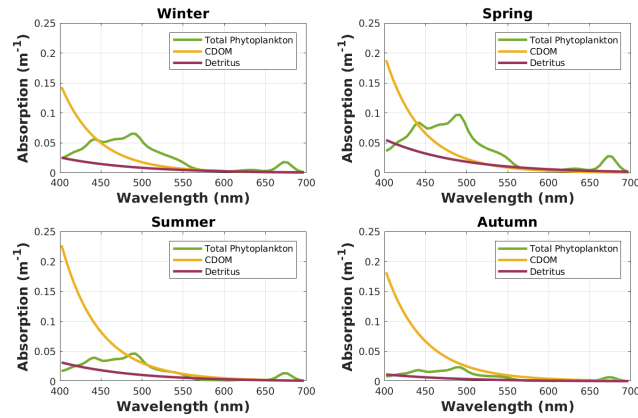 Winter
Absorption (m-1)
0.25
0.2
0.15
0.1
0.05
0
Total Phytoplankton
CDOM
Detritus
400 450 500 550 600 650 700
Wavelength (nm)
Spring
Absorption (m-1)
0.25
0.2
0.15
0.1
0.05
0
Total Phytoplankton
CDOM
Detritus
400 450 500 550 600 650 700
Wavelength (nm)
Summer
Absorption (m-1)
0.25
0.2
0.15
0.1
0.05
0
Total Phytoplankton
CDOM
Detritus
400 450 500 550 600 650 700
Wavelength (nm)
Autumn
Absorption (m-1)
0.25
0.2
0.15
0.1
0.05
0
Total Phytoplankton
CDOM
Detritus
400 450 500 550 600 650 700
Wavelength (nm)